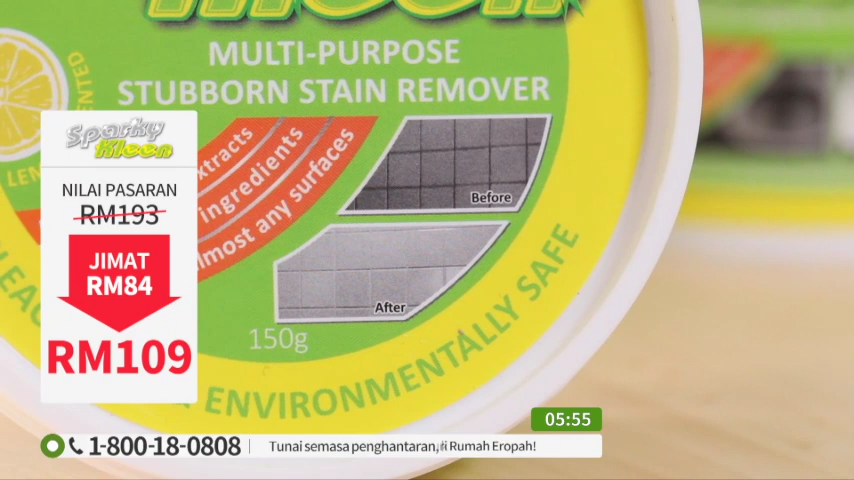 Kleen
MULTI-PURPOSE
STUBBORN STAIN REMOVER
xtracts
ingredients
lmost any surfaces
Before
After
150g
ENVIRONMENTALLY SAFE
Sparky
Kleen
NILAI PASARAN
RM193
JIMAT
RM84
RM109
05:55
1-800-18-0808
Tunai semasa penghantaran,
Rumah Eropah!